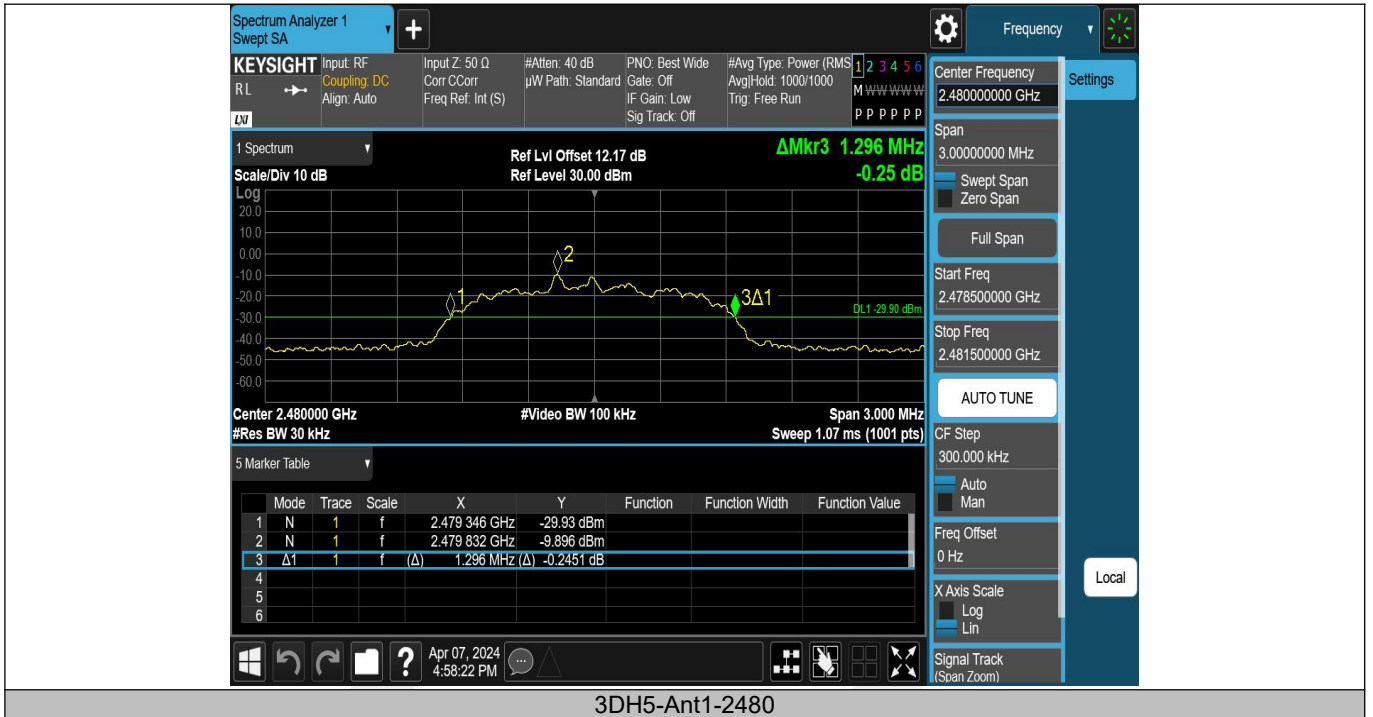 Spectrum Analyzer 1
Swept SA
+
Frequency
KEYSIGHT
RL
LXI
Input: RF
Coupling: DC
Align: Auto
Input Z: 50 Ω
Corr CCorr
Freq Ref: Int (S)
#Atten: 40 dB
µW Path: Standard
PNO: Best Wide
Gate: Off
IF Gain: Low
Sig Track: Off
#Avg Type: Power (RMS
Avg|Hold: 1000/1000
Trig: Free Run
1 2 3 4 5 6
M W W W W W
P P P P P P
Center Frequency
2.480000000 GHz
Settings
1 Spectrum
Ref Lvl Offset 12.17 dB
ΔMkr3 1.296 MHz
Scale/Div 10 dB
Ref Level 30.00 dBm
-0.25 dB
Log
20.0
10.0
0.00
-10.0
-20.0
-30.0
-40.0
-50.0
-60.0
1
2
3Δ1
DL1 -29.90 dBm
Center 2.480000 GHz
#Video BW 100 kHz
Span 3.000 MHz
#Res BW 30 kHz
Sweep 1.07 ms (1001 pts)
Span
3.00000000 MHz
Swept Span
Zero Span
Full Span
Start Freq
2.478500000 GHz
Stop Freq
2.481500000 GHz
AUTO TUNE
CF Step
300.000 kHz
Auto
Man
Freq Offset
0 Hz
X Axis Scale
Log
Lin
Signal Track
(Span Zoom)
Local
5 Marker Table
Mode Trace Scale X Y Function Function Width Function Value
1 N 1 f 2.479 346 GHz -29.93 dBm
2 N 1 f 2.479 832 GHz -9.896 dBm
3 Δ1 1 f (Δ) 1.296 MHz (Δ) -0.2451 dB
4
5
6
?
Apr 07, 2024
4:58:22 PM
3DH5-Ant1-2480